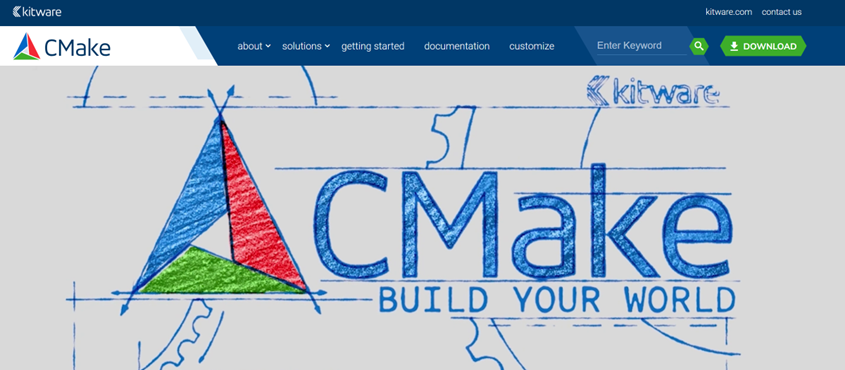 kitware
kitware.com contact us
CMake
about solutions getting started documentation customize
Enter Keyword
DOWNLOAD
kitware
CMake
BUILD YOUR WORLD